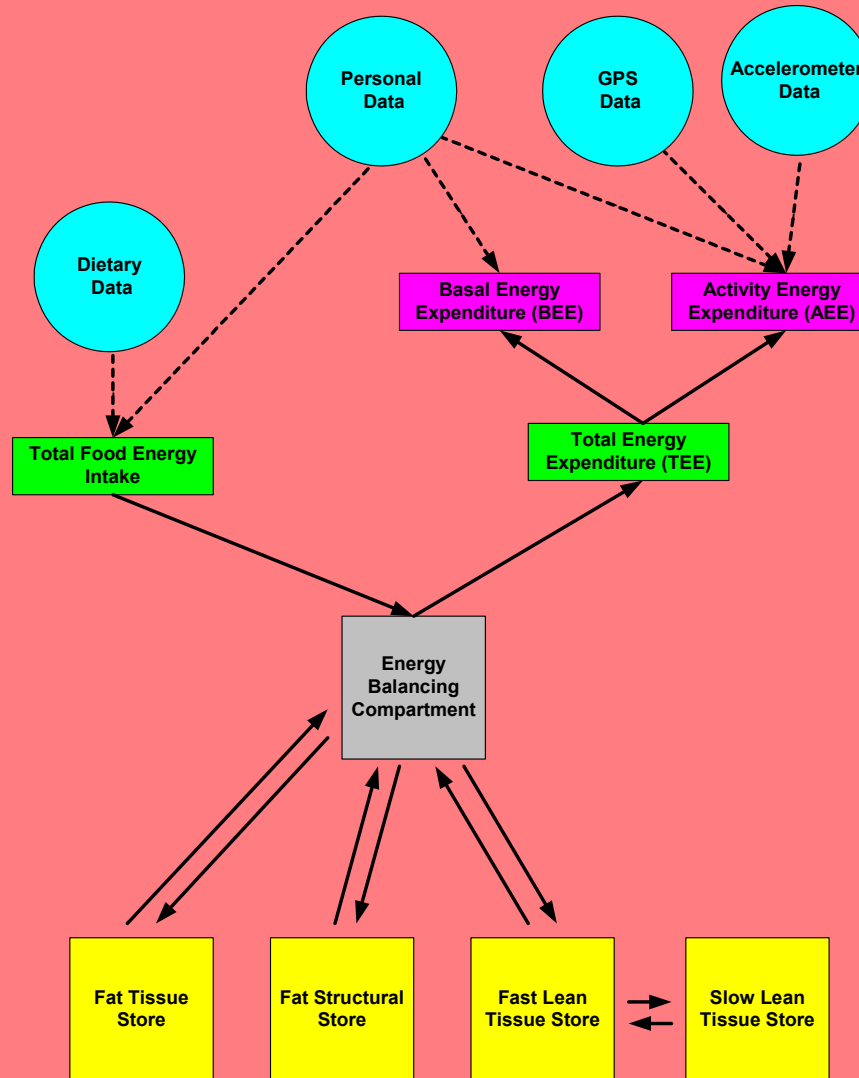 Personal
Data
GPS
Data
Accelerometer
Data
Dietary
Data
Basal Energy
Expenditure (BEE)
Activity Energy
Expenditure (AEE)
Total Food Energy
Intake
Total Energy
Expenditure (TEE)
Energy
Balancing
Compartment
Fat Tissue
Store
Fat Structural
Store
Fast Lean
Tissue Store
Slow Lean
Tissue Store